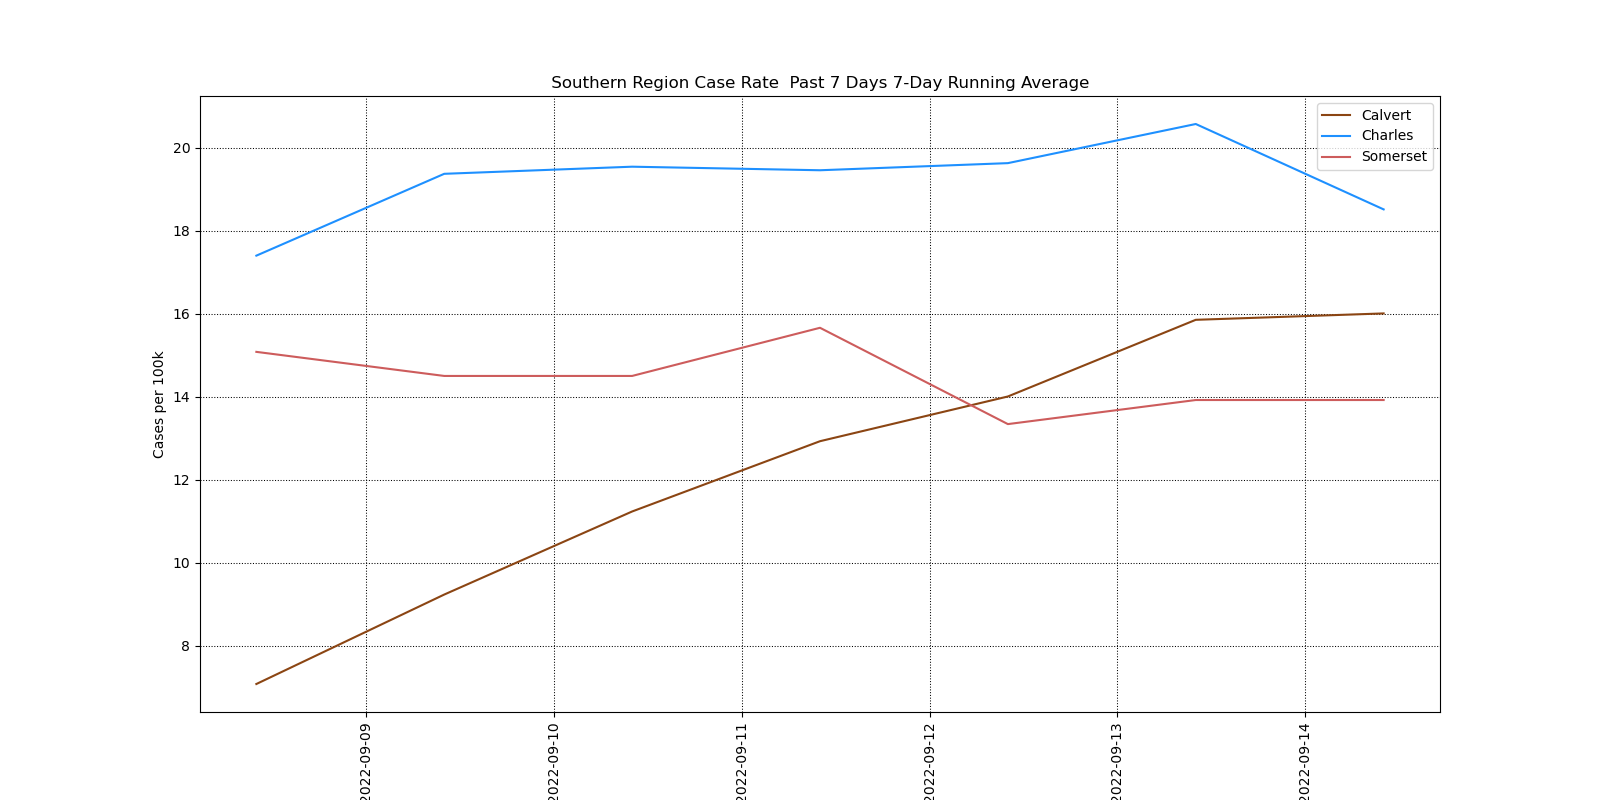 Southern Region Case Rate  Past 7 Days 7-Day Running Average
Calvert
Charles
Somerset
Cases per 100k
20
18
16
14
12
10
8
2022-09-09
2022-09-10
2022-09-11
2022-09-12
2022-09-13
2022-09-14